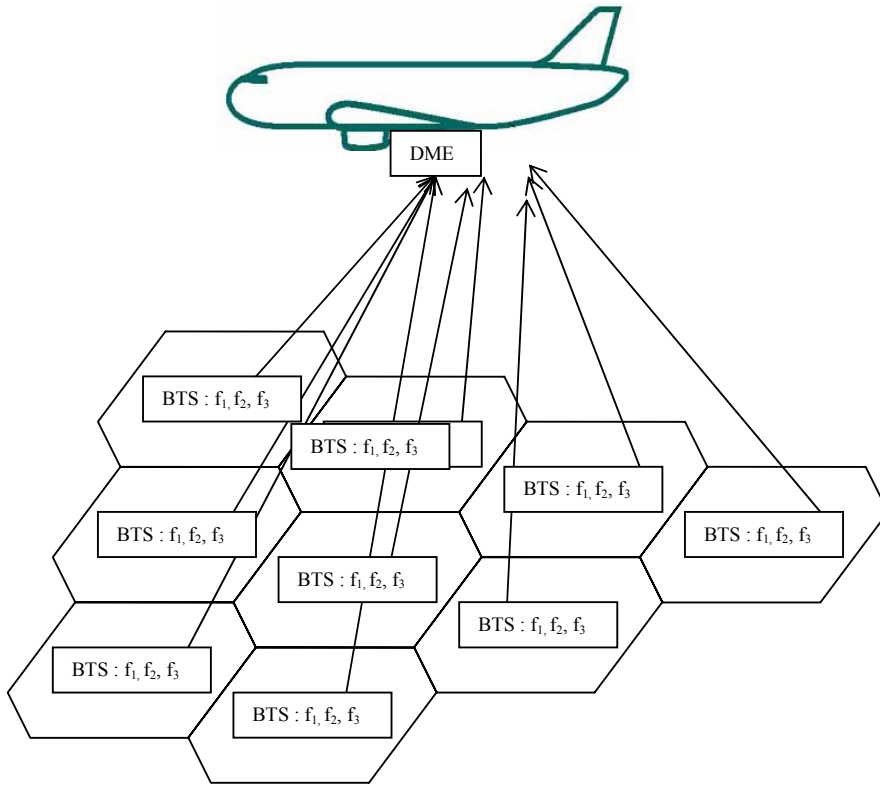 DME
BTS : f₁, f₂, f₃
BTS : f₁, f₂, f₃
BTS : f₁, f₂, f₃
BTS : f₁, f₂, f₃
BTS : f₁, f₂, f₃
BTS : f₁, f₂, f₃
BTS : f₁, f₂, f₃
BTS : f₁, f₂, f₃
BTS : f₁, f₂, f₃